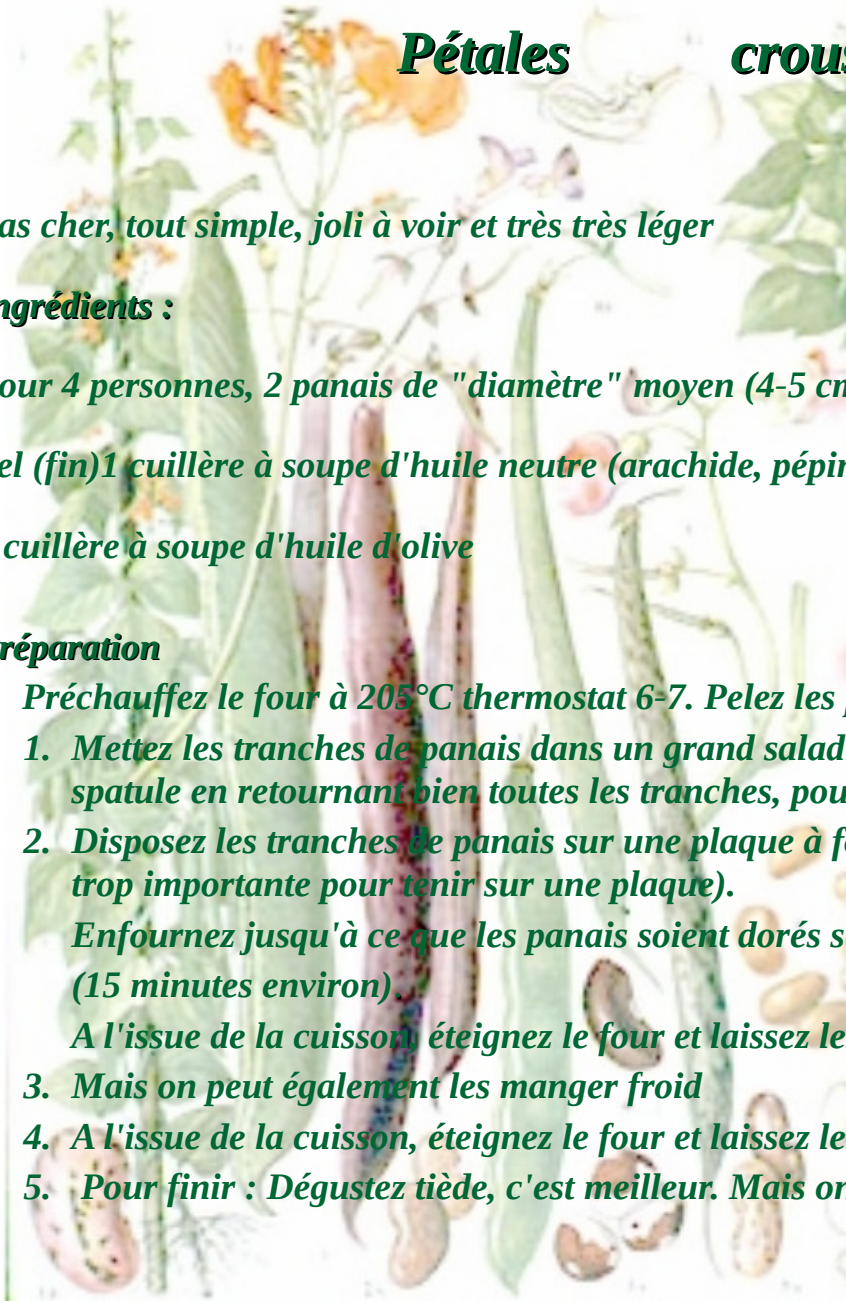 Pétales crous
as cher, tout simple, joli à voir et très très léger
ngrédients :
our 4 personnes, 2 panais de "diamètre" moyen (4-5 cm
el (fin)1 cuillère à soupe d'huile neutre (arachide, pépin
cuillère à soupe d'huile d'olive
réparation
Préchauffez le four à 205°C thermostat 6-7. Pelez les
1. Mettez les tranches de panais dans un grand salad
spatule en retournant bien toutes les tranches, pou
2. Disposez les tranches de panais sur une plaque à fo
trop importante pour tenir sur une plaque).
Enfournez jusqu'à ce que les panais soient dorés s
(15 minutes environ).
A l'issue de la cuisson, éteignez le four et laissez le
3. Mais on peut également les manger froid
4. A l'issue de la cuisson, éteignez le four et laissez le
5. Pour finir : Dégustez tiède, c'est meilleur. Mais on